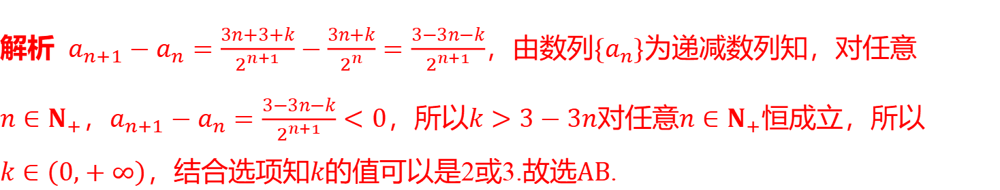 解析 $a_{n+1}-a_n=\frac{3n+3+k}{2^{n+1}}-\frac{3n+k}{2^n}=\frac{3-3n-k}{2^{n+1}}$，由数列{$a_n$}为递减数列知，对任意
$n\in\mathbf{N}_+$，$a_{n+1}-a_n=\frac{3-3n-k}{2^{n+1}}<0$，所以$k>3-3n$对任意$n\in\mathbf{N}_+$恒成立，所以
$k\in(0,+\infty)$，结合选项知$k$的值可以是2或3.故选AB.